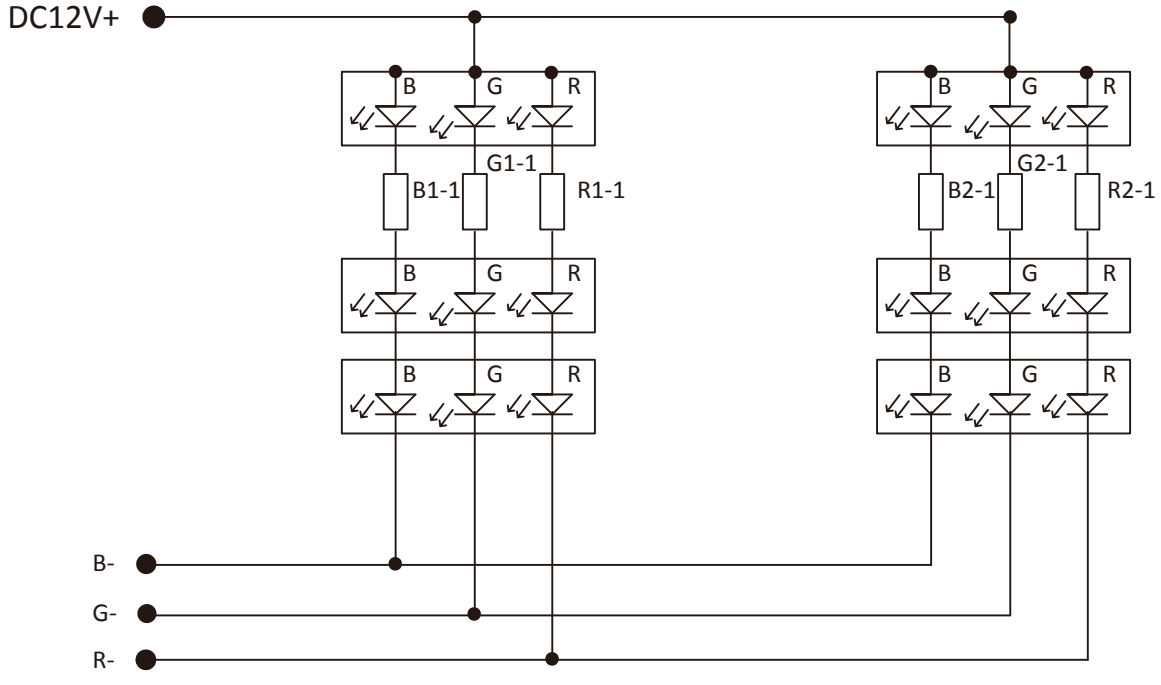 DC12V+
B G R B G R
G1-1 G2-1
B1-1 R1-1 B2-1 R2-1
B G R B G R
B G R B G R
B-
G-
R-